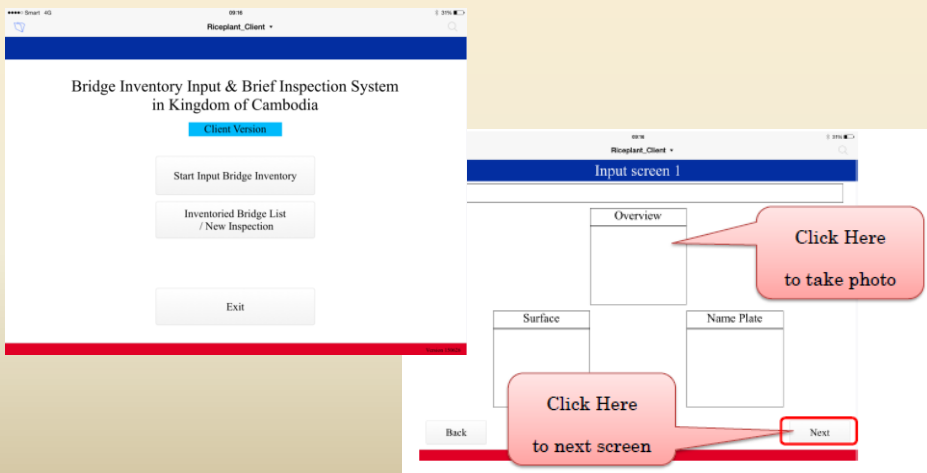 Smart 4G 09:16 31%
Riceplant_Client
Bridge Inventory Input & Brief Inspection System
in Kingdom of Cambodia
Client Version
Start Input Bridge Inventory
Inventoried Bridge List
/ New Inspection
Exit
09:16 31%
Riceplant_Client
Input screen 1
Overview
Click Here
to take photo
Surface
Name Plate
Click Here
to next screen
Back
Next